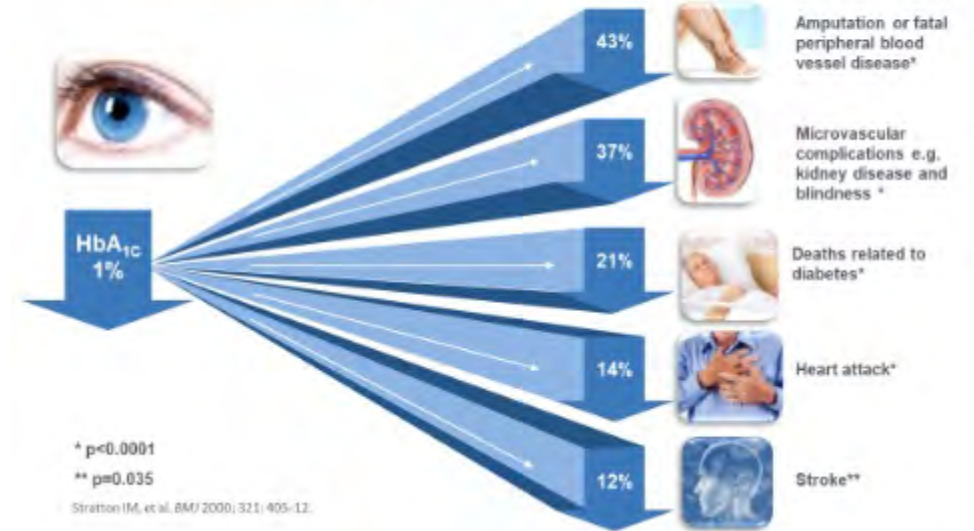 43%
Amputation or fatal
peripheral blood
vessel disease*
37%
Microvascular
complications e.g.
kidney disease and
blindness *
HbA1C
1%
21%
Deaths related to
diabetes*
14%
Heart attack*
12%
Stroke**
* p<0.0001
** p=0.035
Stratton IM, et al. BMJ 2000; 321: 405-12.